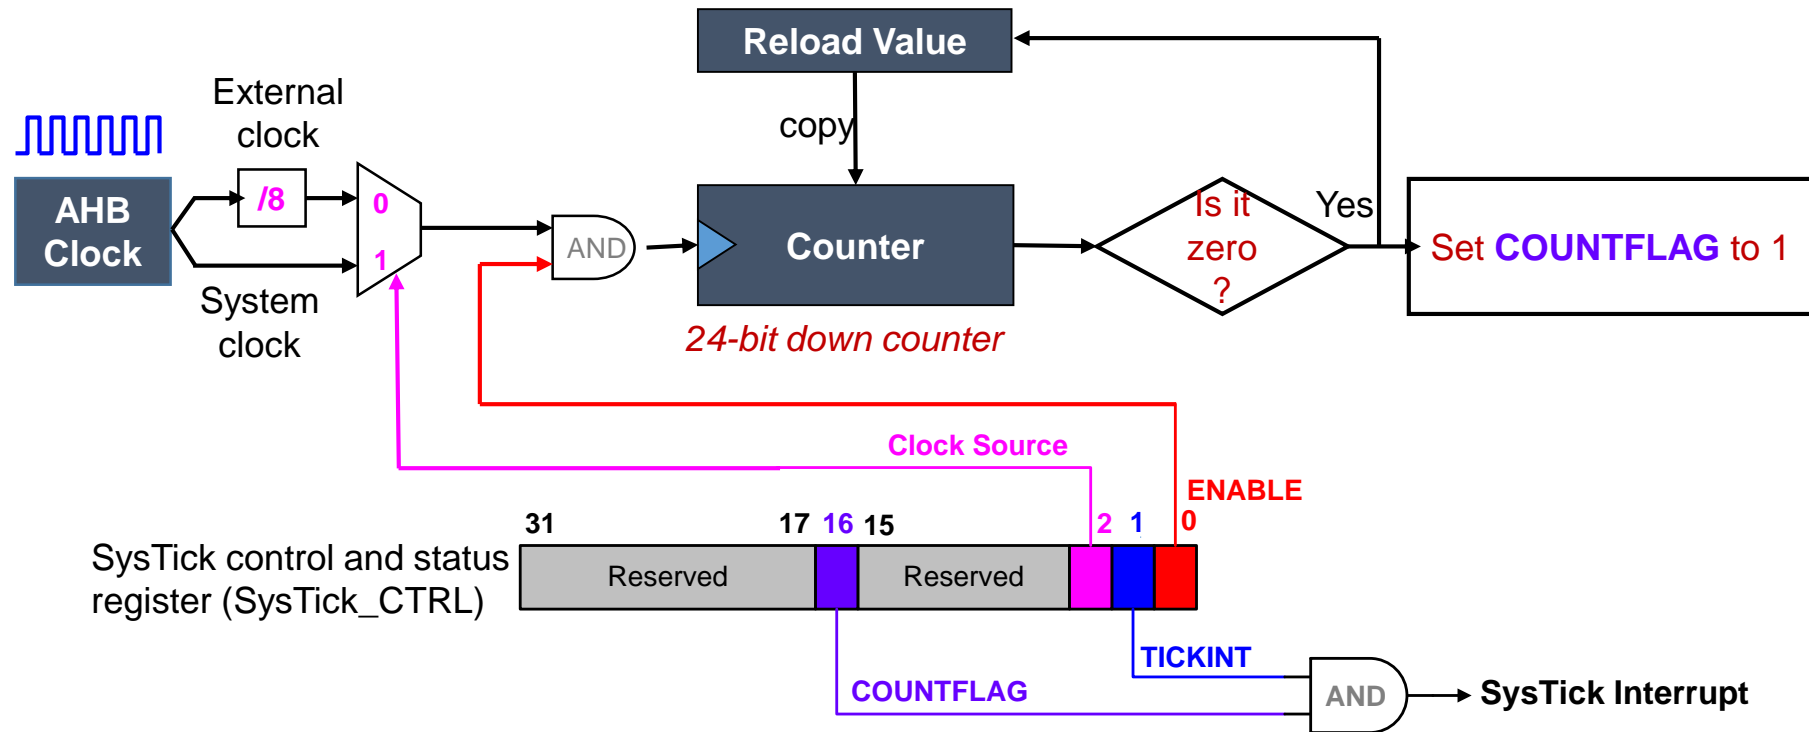 Reload Value
External
clock
copy
AHB
Clock
/8
0
1
AND
Counter
Is it
zero
?
Yes
Set COUNTFLAG to 1
System
clock
24-bit down counter
Clock Source
ENABLE
31
17
16
15
2
1
0
SysTick control and status
register (SysTick_CTRL)
Reserved
Reserved
TICKINT
COUNTFLAG
AND
SysTick Interrupt